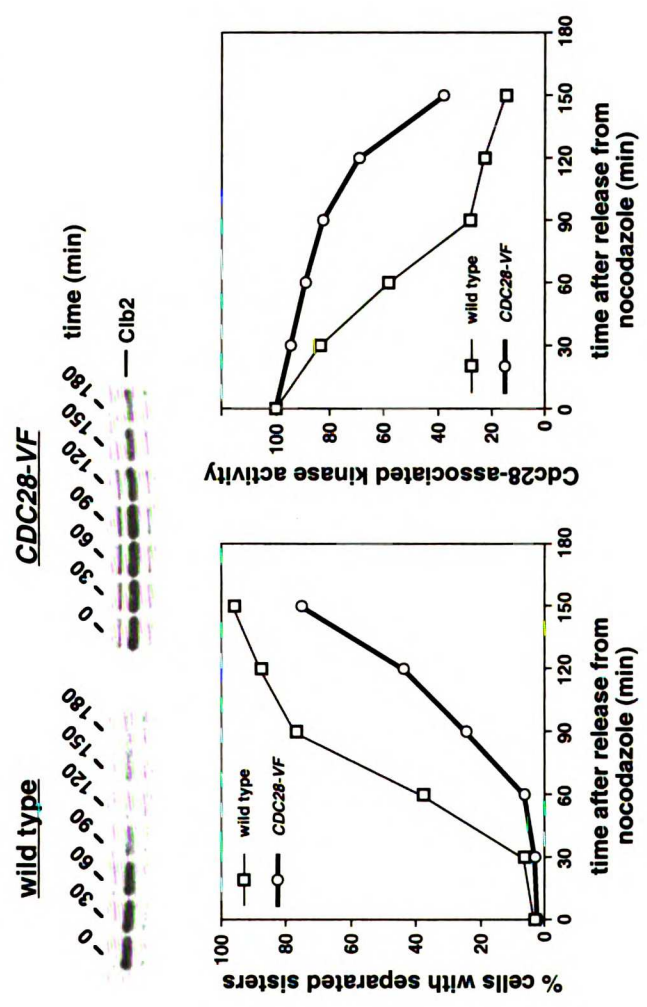 wild type
CDC28-VF
0 - 30 - 60 - 90 - 120 - 150 - 180
0 - 30 - 60 - 90 - 120 - 150 - 180
time (min)
Clb2
% cells with separated sisters
100
80
60
40
20
0
wild type
CDC28-VF
0 30 60 90 120 150 180
time after release from
nocodazole (min)
Cdc28-associated kinase activity
100
80
60
40
20
0
wild type
CDC28-VF
0 30 60 90 120 150 180
time after release from
nocodazole (min)